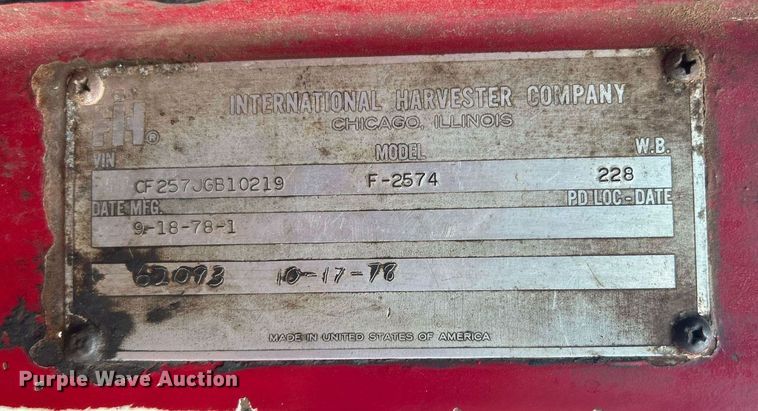 IH®
INTERNATIONAL HARVESTER COMPANY
CHICAGO, ILLINOIS
VIN MODEL W.B.
CF257JGB10219 F-2574 228
DATE MFG. PD LOC-DATE
9-18-78-1
62093 10-17-78
MADE IN UNITED STATES OF AMERICA
Purple Wave Auction